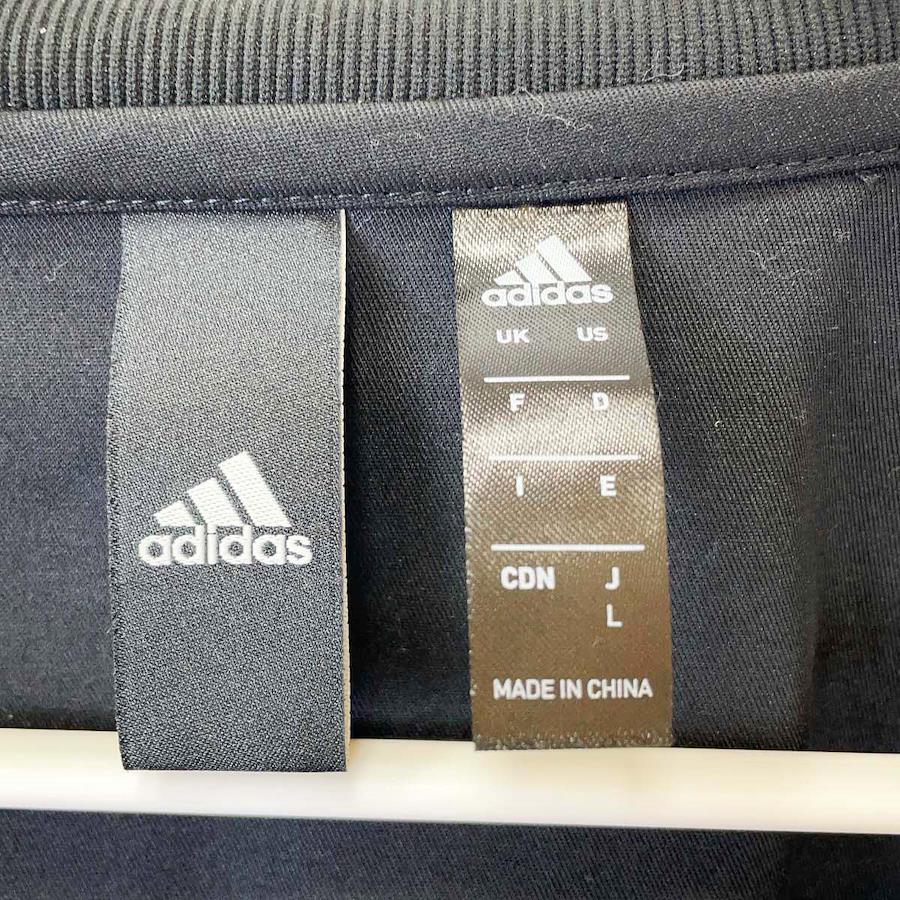 adidas
adidas
UK US
F D
I E
CDN J
L
MADE IN CHINA